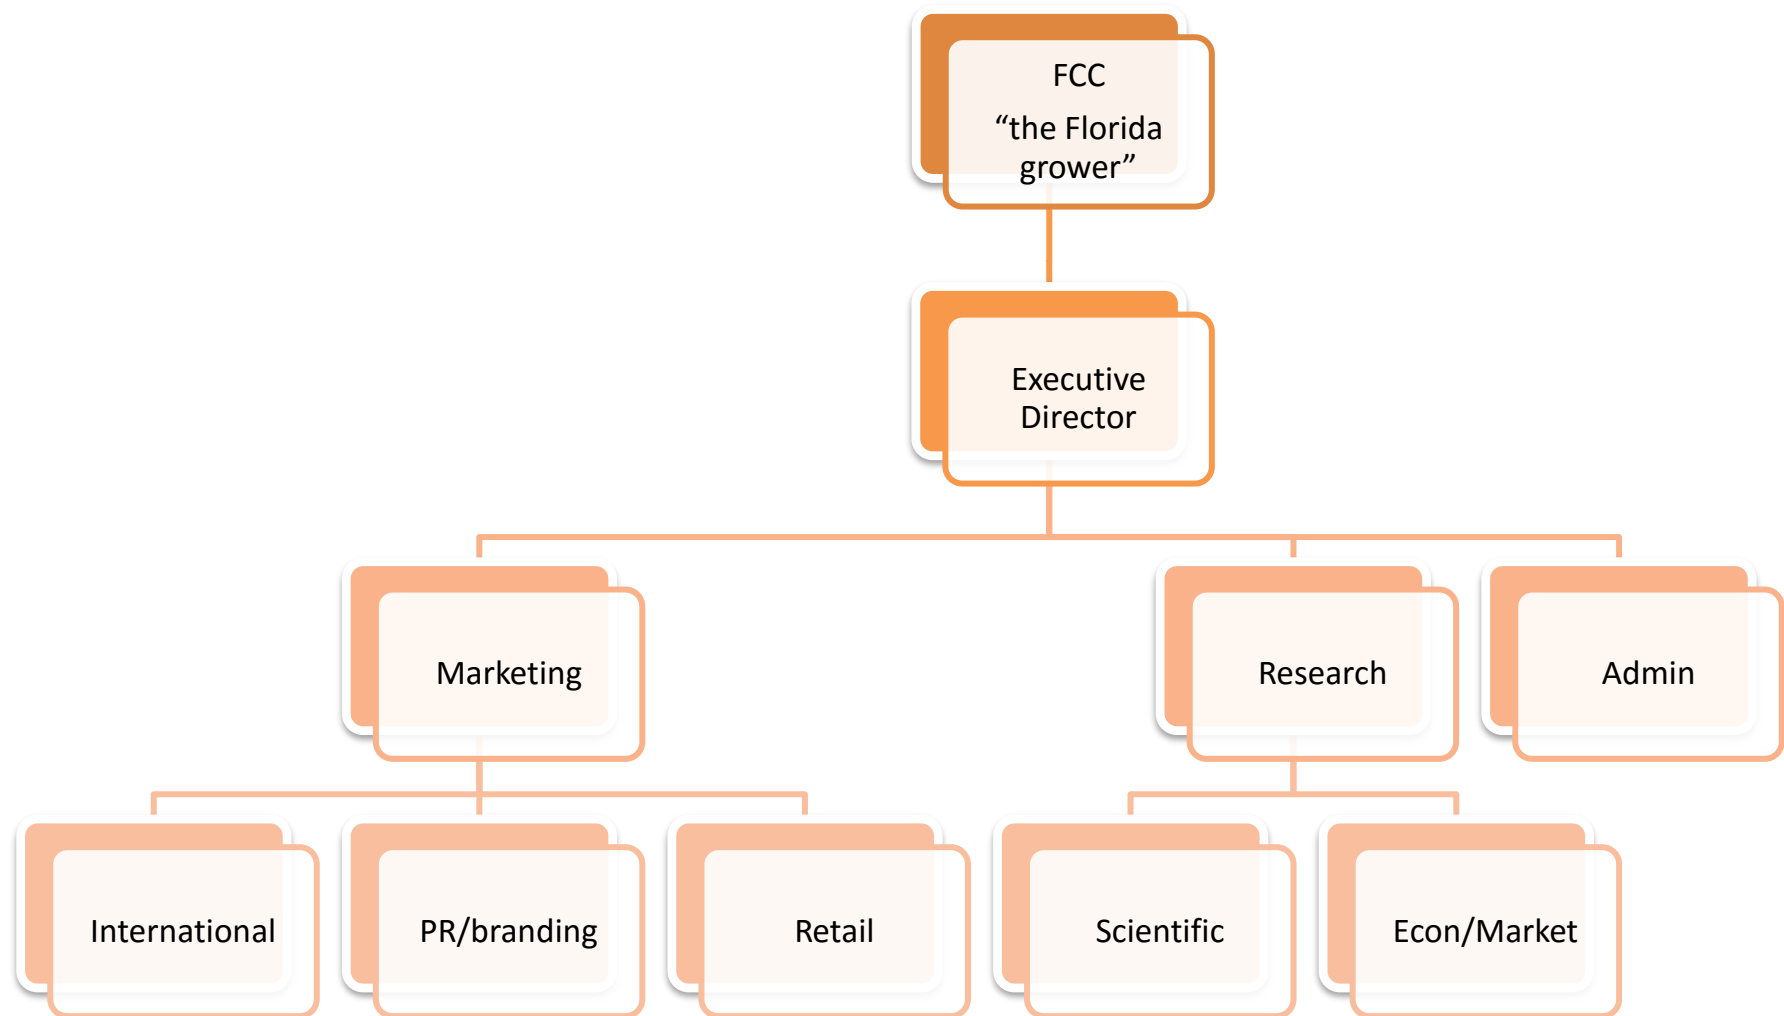 FCC
“the Florida
grower”
Executive
Director
Marketing
Research
Admin
International
PR/branding
Retail
Scientific
Econ/Market